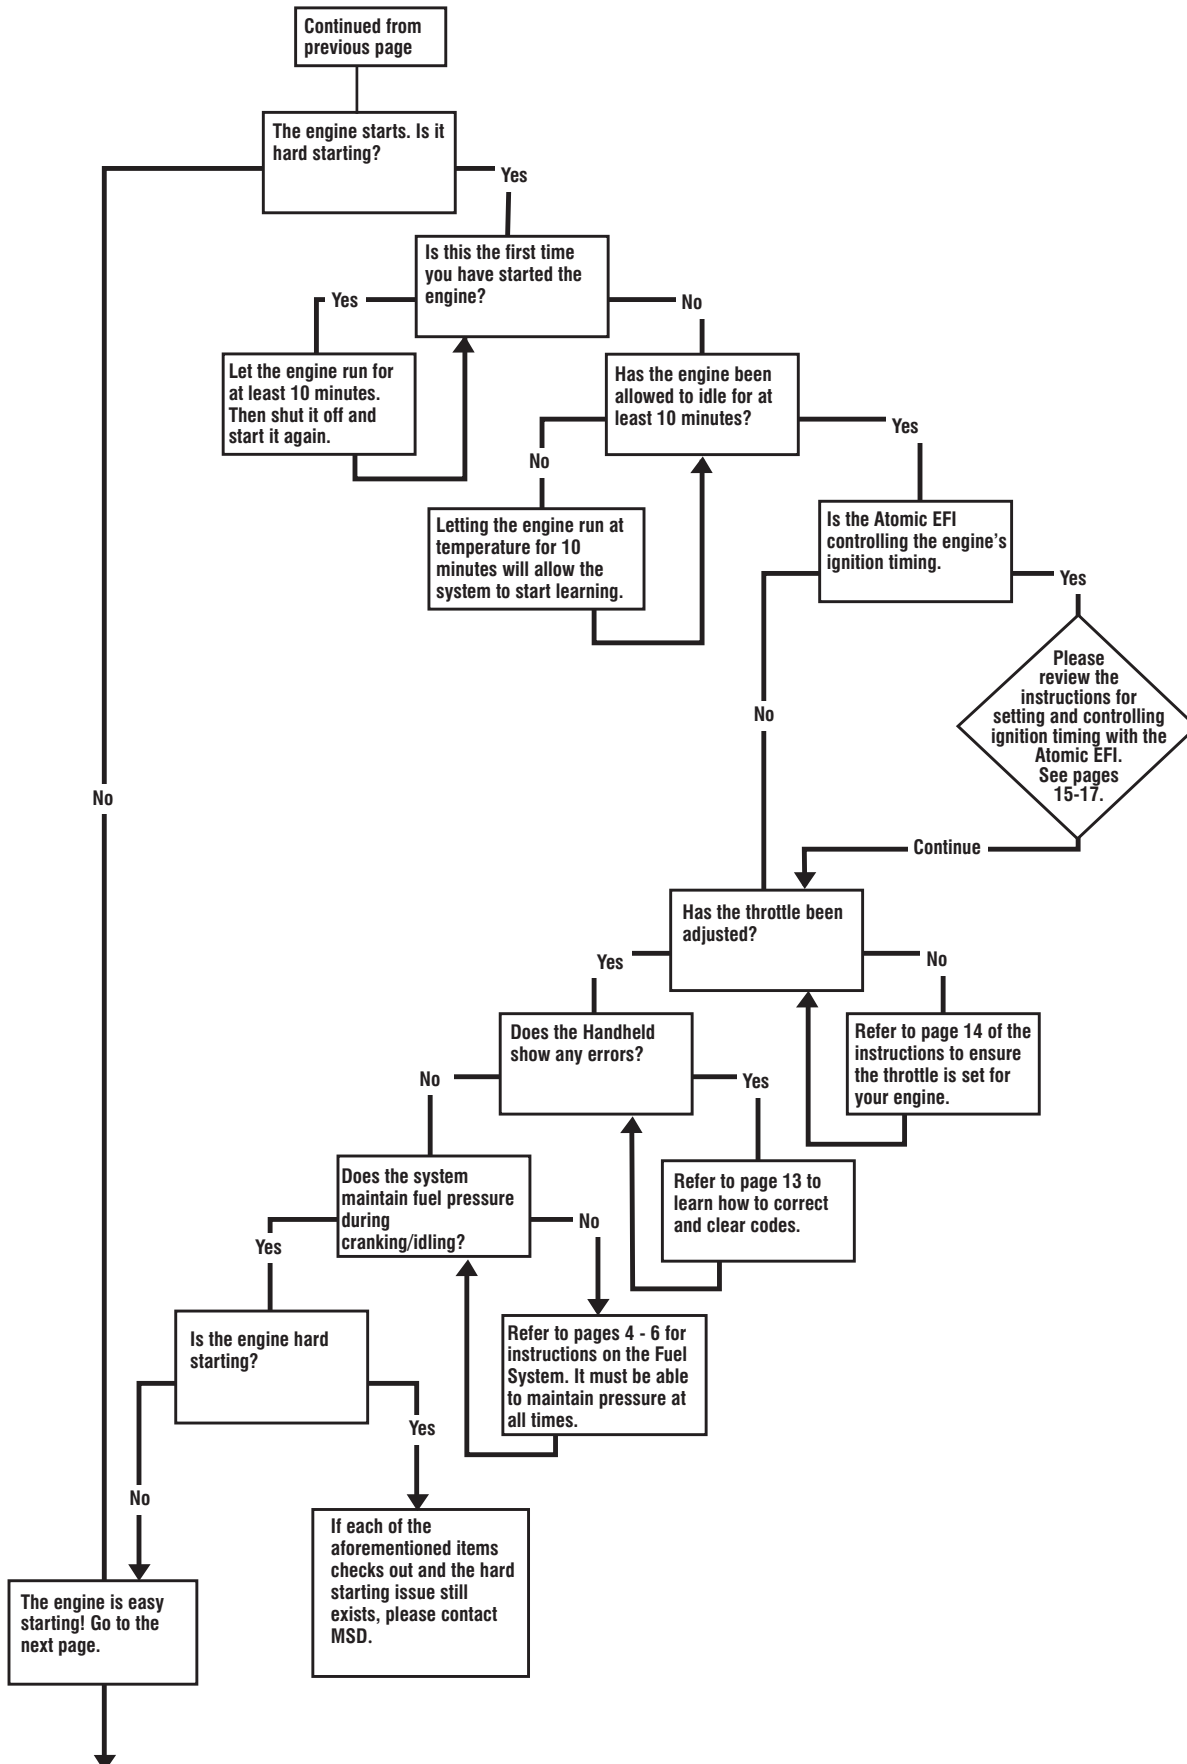 Continued from
previous page
The engine starts. Is it
hard starting?
Yes
Is this the first time
you have started the
engine?
Yes
No
Let the engine run for
at least 10 minutes.
Then shut it off and
start it again.
Has the engine been
allowed to idle for at
least 10 minutes?
Yes
No
Letting the engine run at
temperature for 10
minutes will allow the
system to start learning.
Is the Atomic EFI
controlling the engine's
ignition timing.
Yes
Please
review the
instructions for
setting and controlling
ignition timing with the
Atomic EFI.
See pages
15-17.
No
No
Continue
Has the throttle been
adjusted?
Yes
No
Does the Handheld
show any errors?
Refer to page 14 of the
instructions to ensure
the throttle is set for
your engine.
No
Yes
Does the system
maintain fuel pressure
during
cranking/idling?
Refer to page 13 to
learn how to correct
and clear codes.
Yes
No
Is the engine hard
starting?
Refer to pages 4 - 6 for
instructions on the Fuel
System. It must be able
to maintain pressure at
all times.
Yes
No
If each of the
aforementioned items
checks out and the hard
starting issue still
exists, please contact
MSD.
The engine is easy
starting! Go to the
next page.